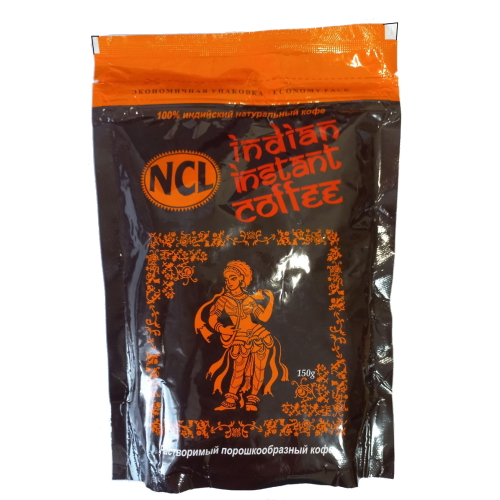 ЭКОНОМИЧНАЯ УПАКОВКА ECONOMY PACK
100% индийский натуральный кофе
NCL
indian
instant
coffee
150g
растворимый порошкообразный кофе